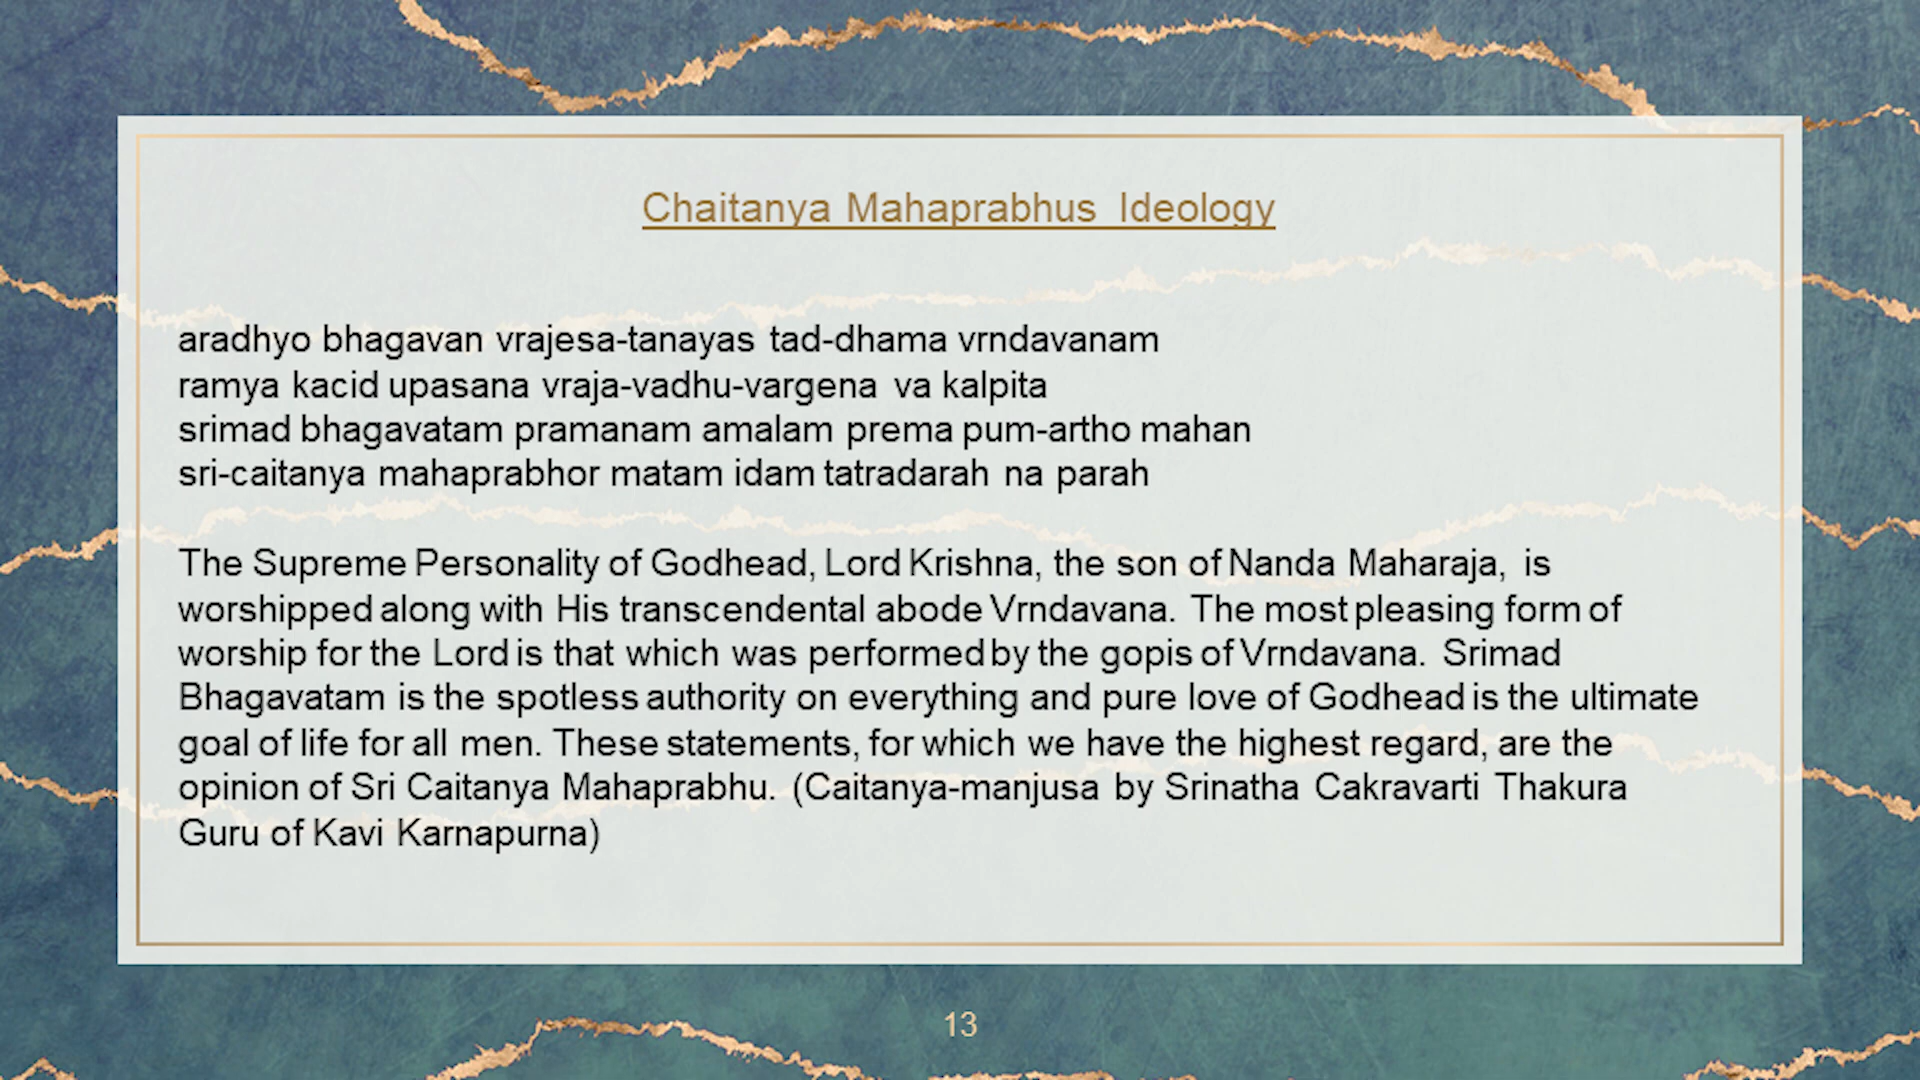 Chaitanya Mahaprabhus Ideology
aradhyo bhagavan vrajesa-tanayas tad-dhama vrndavanam
ramya kacid upasana vraja-vadhu-vargena va kalpita
srimad bhagavatam pramanam amalam prema pum-artho mahan
sri-caitanya mahaprabhor matam idam tatradarah na parah
The Supreme Personality of Godhead, Lord Krishna, the son of Nanda Maharaja, is
worshipped along with His transcendental abode Vrndavana. The most pleasing form of
worship for the Lord is that which was performed by the gopis of Vrndavana. Srimad
Bhagavatam is the spotless authority on everything and pure love of Godhead is the ultimate
goal of life for all men. These statements, for which we have the highest regard, are the
opinion of Sri Caitanya Mahaprabhu. (Caitanya-manjusa by Srinatha Cakravarti Thakura
Guru of Kavi Karnapurna)
13